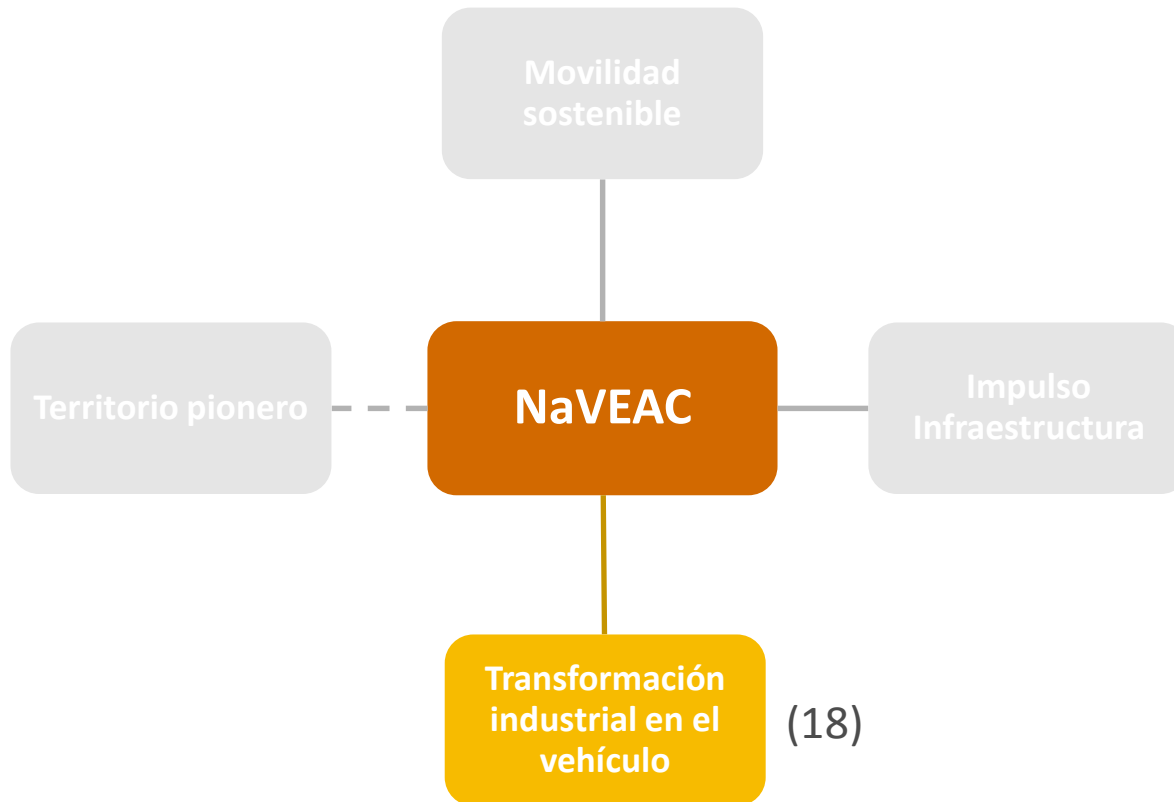 Movilidad
sostenible
Territorio pionero
NaVEAC
Impulso
Infraestructura
Transformación
industrial en el
vehículo
(18)